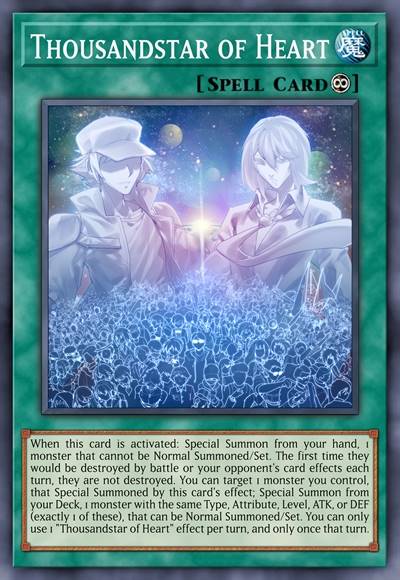 Thousandstar of Heart
魔
[Spell Card]
When this card is activated: Special Summon from your hand, 1
monster that cannot be Normal Summoned/Set. The first time they
would be destroyed by battle or your opponent's card effects each
turn, they are not destroyed. You can target 1 monster you control,
that Special Summoned by this card's effect; Special Summon from
your Deck, 1 monster with the same Type, Attribute, Level, ATK, or DEF
(exactly 1 of these), that can be Normal Summoned/Set. You can only
use 1 "Thousandstar of Heart" effect per turn, and only once that turn.